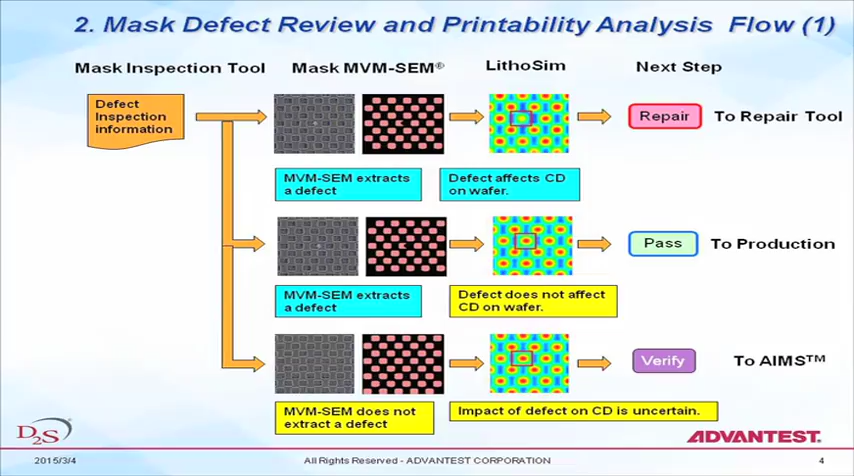 2. Mask Defect Review and Printability Analysis Flow (1)
Mask Inspection Tool
Mask MVM-SEM®
LithoSim
Next Step
Defect
Inspection
information
Repair
To Repair Tool
MVM-SEM extracts
a defect
Defect affects CD
on wafer.
Pass
To Production
MVM-SEM extracts
a defect
Defect does not affect
CD on wafer.
Verify
To AIMS™
MVM-SEM does not
extract a defect
Impact of defect on CD is uncertain.
D2S
ADVANTEST.
2015/3/4
All Rights Reserved - ADVANTEST CORPORATION
4